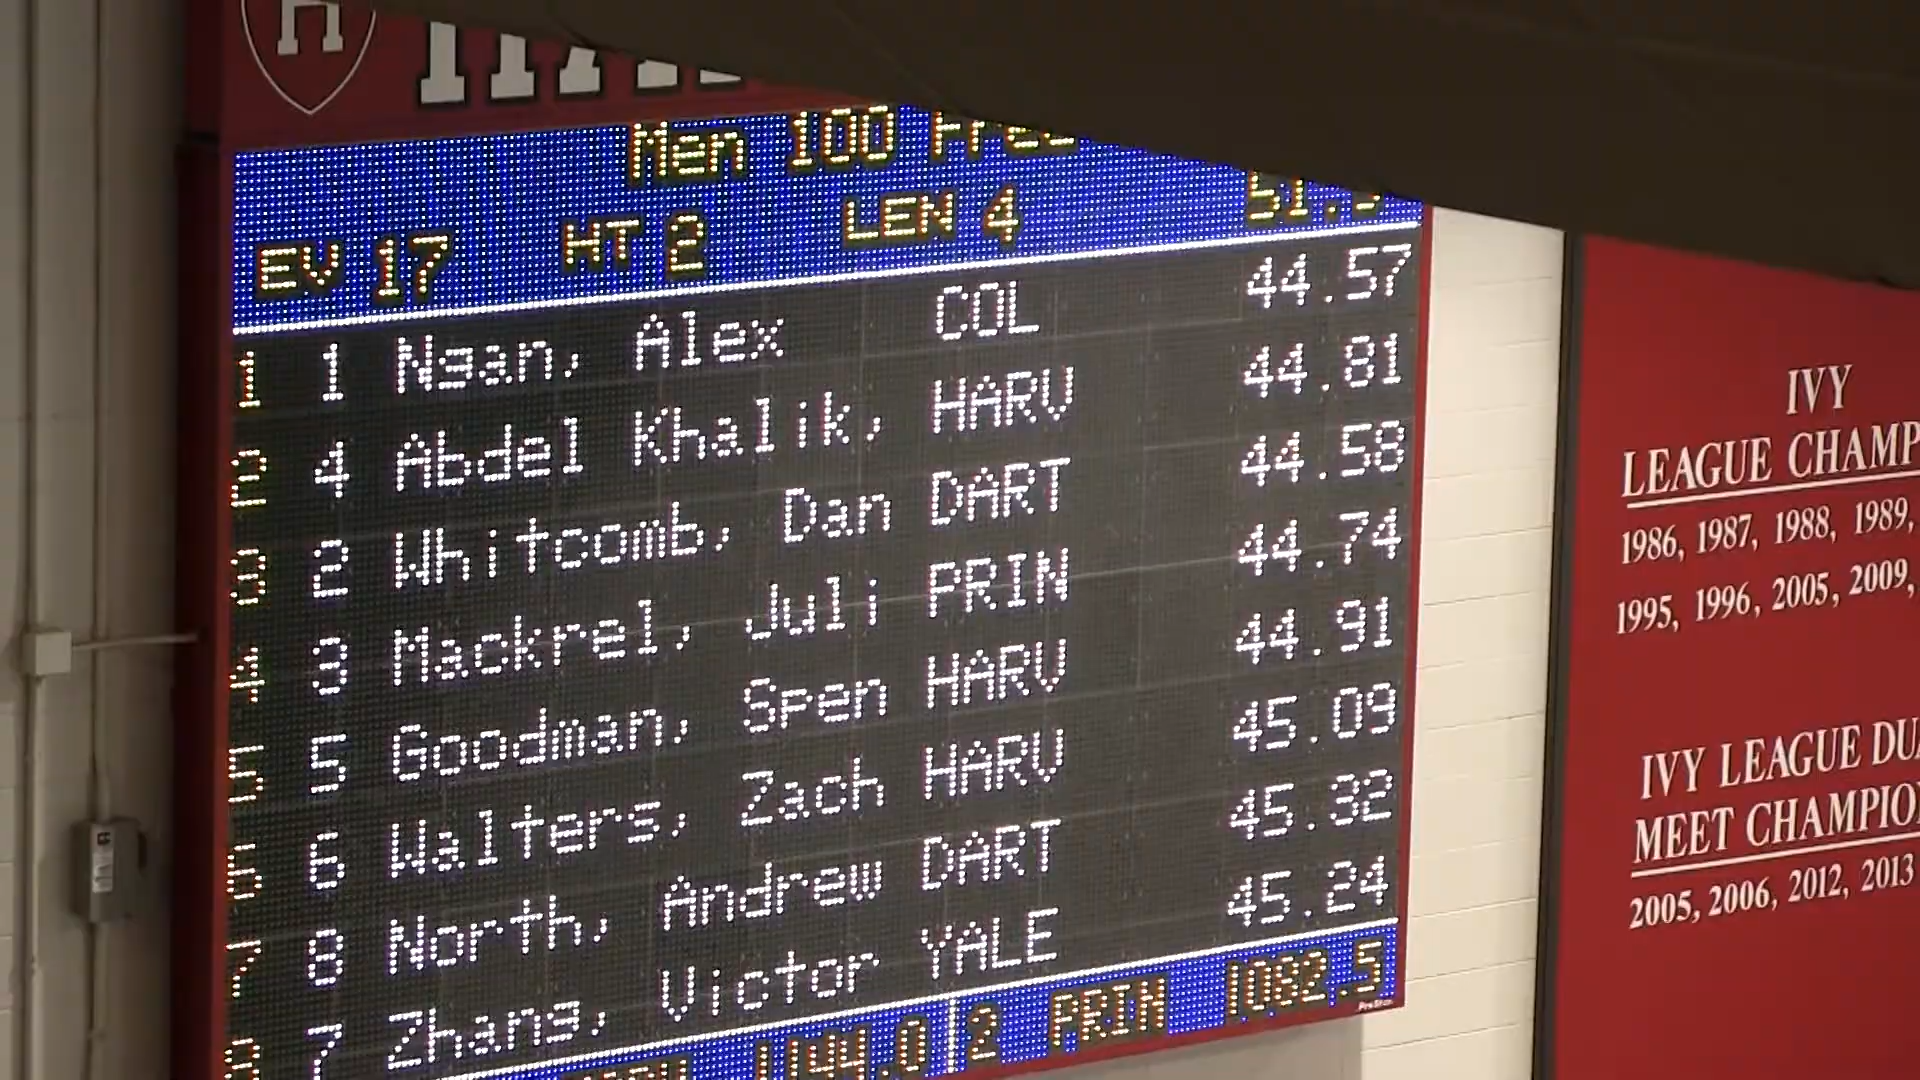 H
Men 100 Free
EV 17 HT 2 LEN 4
1 1 Ngan, Alex COL 44.57
2 4 Abdel Khalik, HARV 44.81
3 2 Whitcomb, Dan DART 44.58
4 3 Mackrel, Juli PRIN 44.74
5 5 Goodman, Spen HARV 44.91
6 6 Walters, Zach HARV 45.09
7 8 North, Andrew DART 45.32
8 7 Zhang, Victor YALE 45.24
1144.0 2 PRIN 1082.5
IVY
LEAGUE CHAMP
1986, 1987, 1988, 1989,
1995, 1996, 2005, 2009,
IVY LEAGUE DU
MEET CHAMPIO
2005, 2006, 2012, 2013